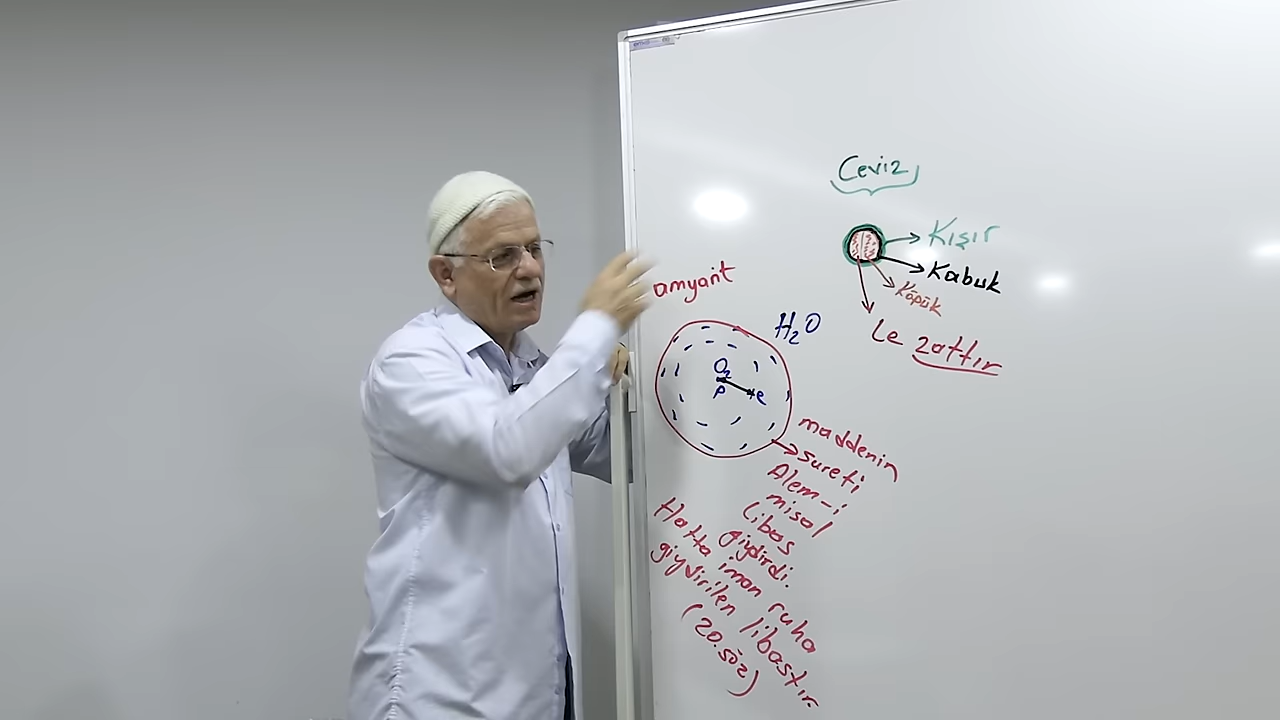 Ceviz
Kışır
Kabuk
Köpük
Le zattır
amyant
H₂O
O₂
P e
maddenin
sureti
Alem-i
misal
libas
giydirdi.
Hatta iman ruha
giydirilen libastır
(20.söz)